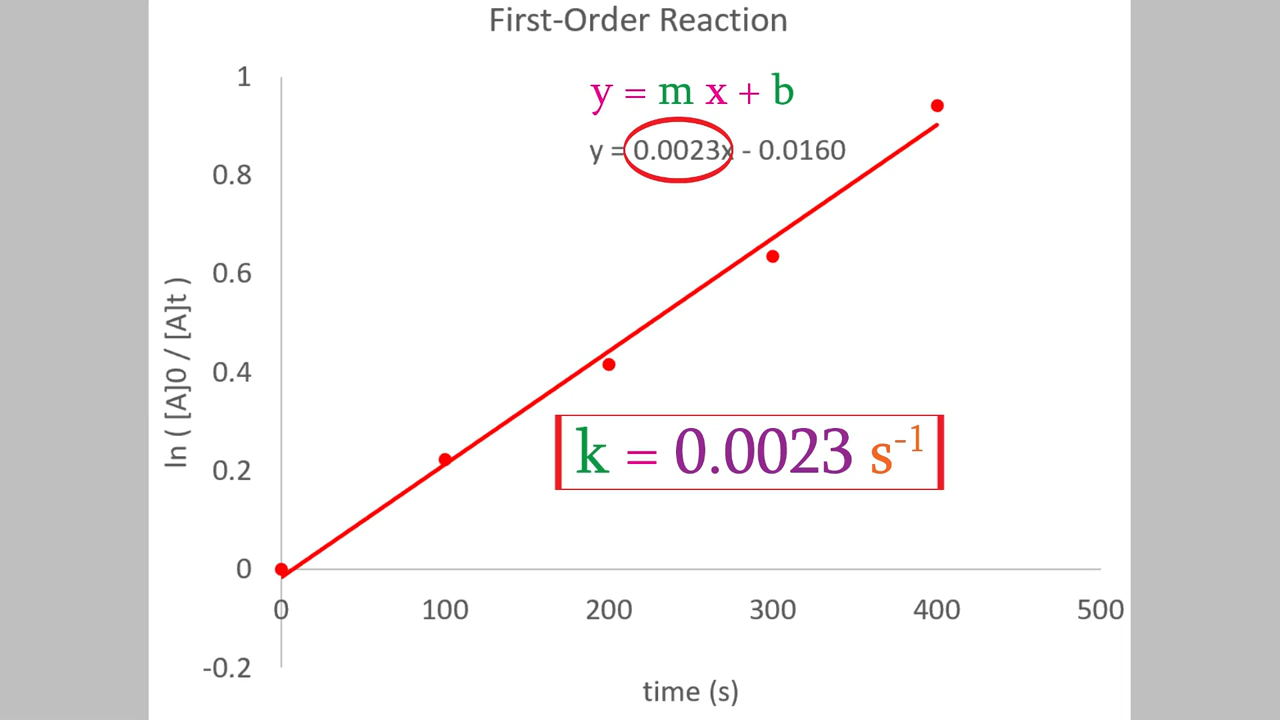 First-Order Reaction
y = m x + b
y = 0.0023x - 0.0160
1
0.8
0.6
0.4
0.2
0
-0.2
ln ( [A]0 / [A]t )
k = 0.0023 s⁻¹
0 100 200 300 400 500
time (s)